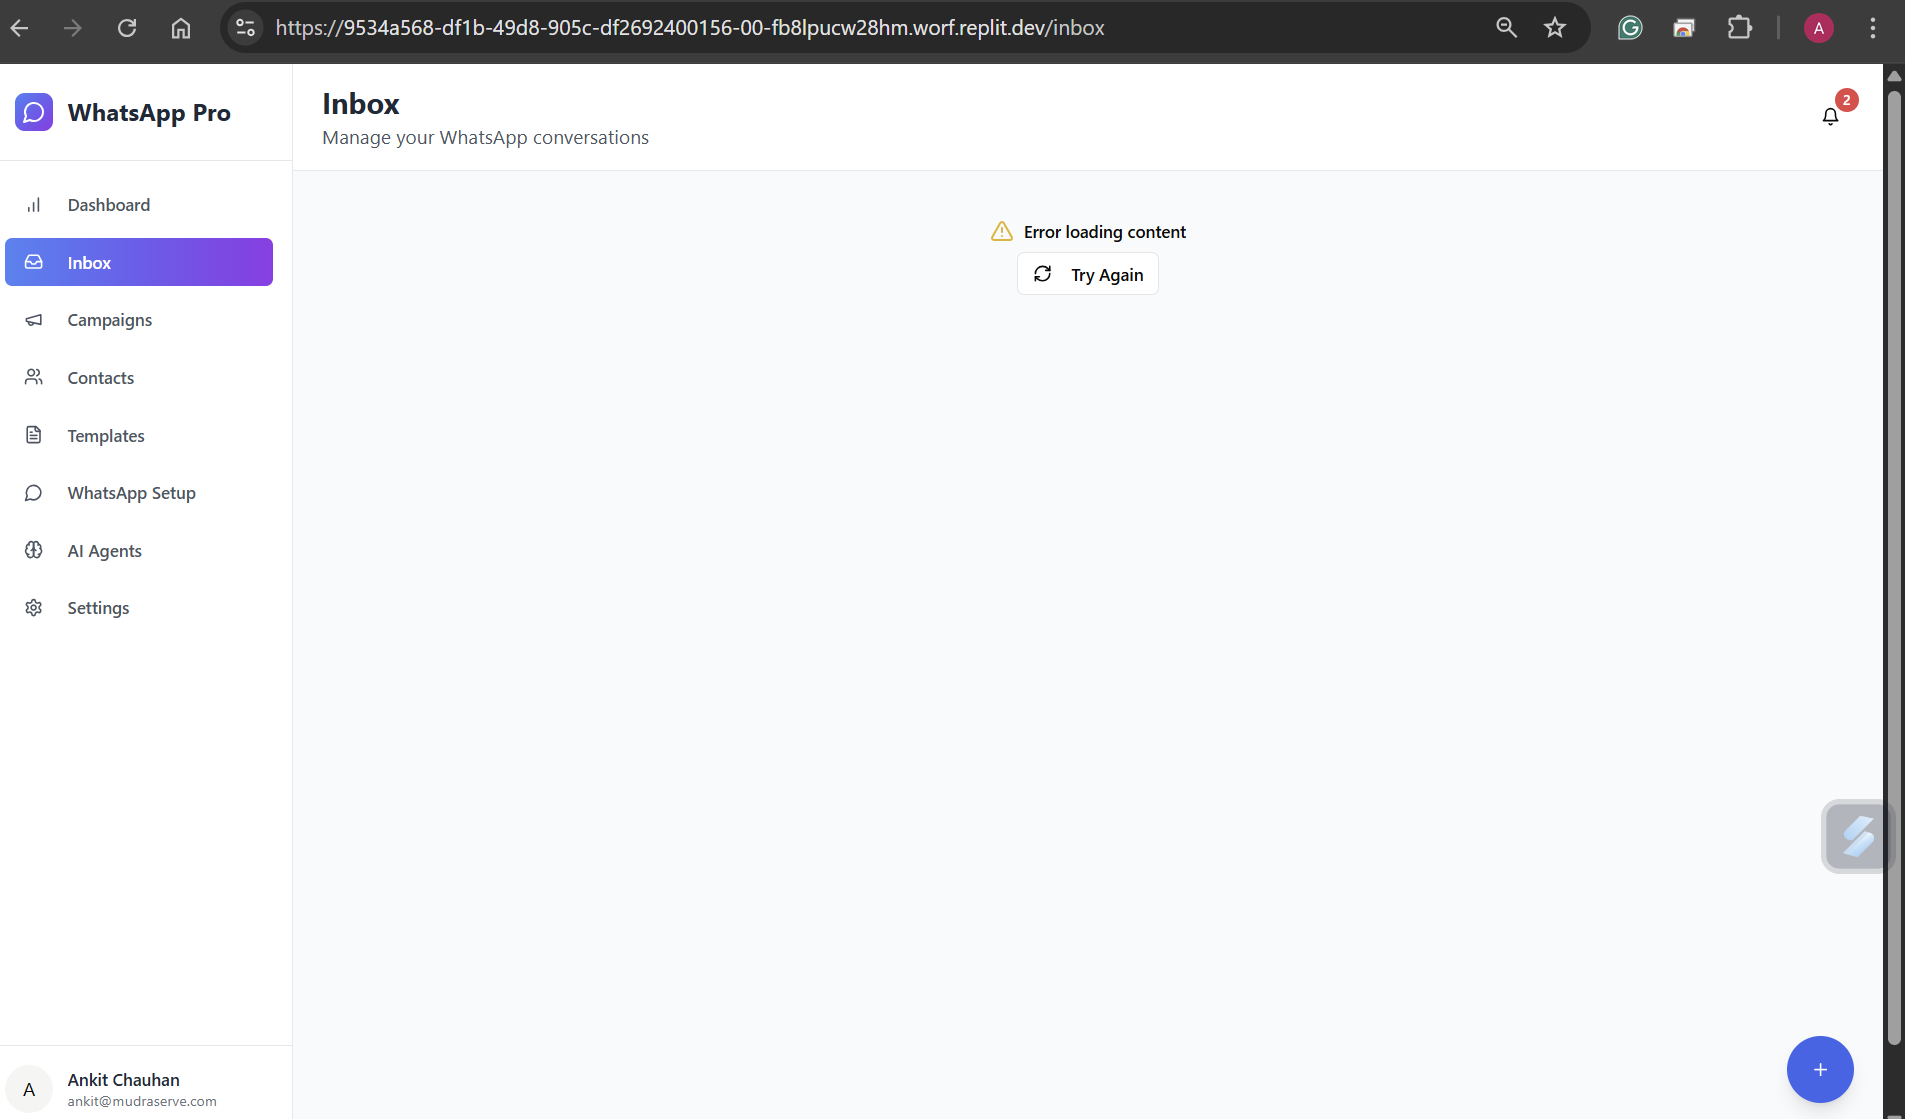 https://9534a568-df1b-49d8-905c-df2692400156-00-fb8lpucw28hm.worf.replit.dev/inbox
A
WhatsApp Pro
Dashboard
Inbox
Campaigns
Contacts
Templates
WhatsApp Setup
AI Agents
Settings
Inbox
Manage your WhatsApp conversations
2
Error loading content
Try Again
A
Ankit Chauhan
ankit@mudraserve.com